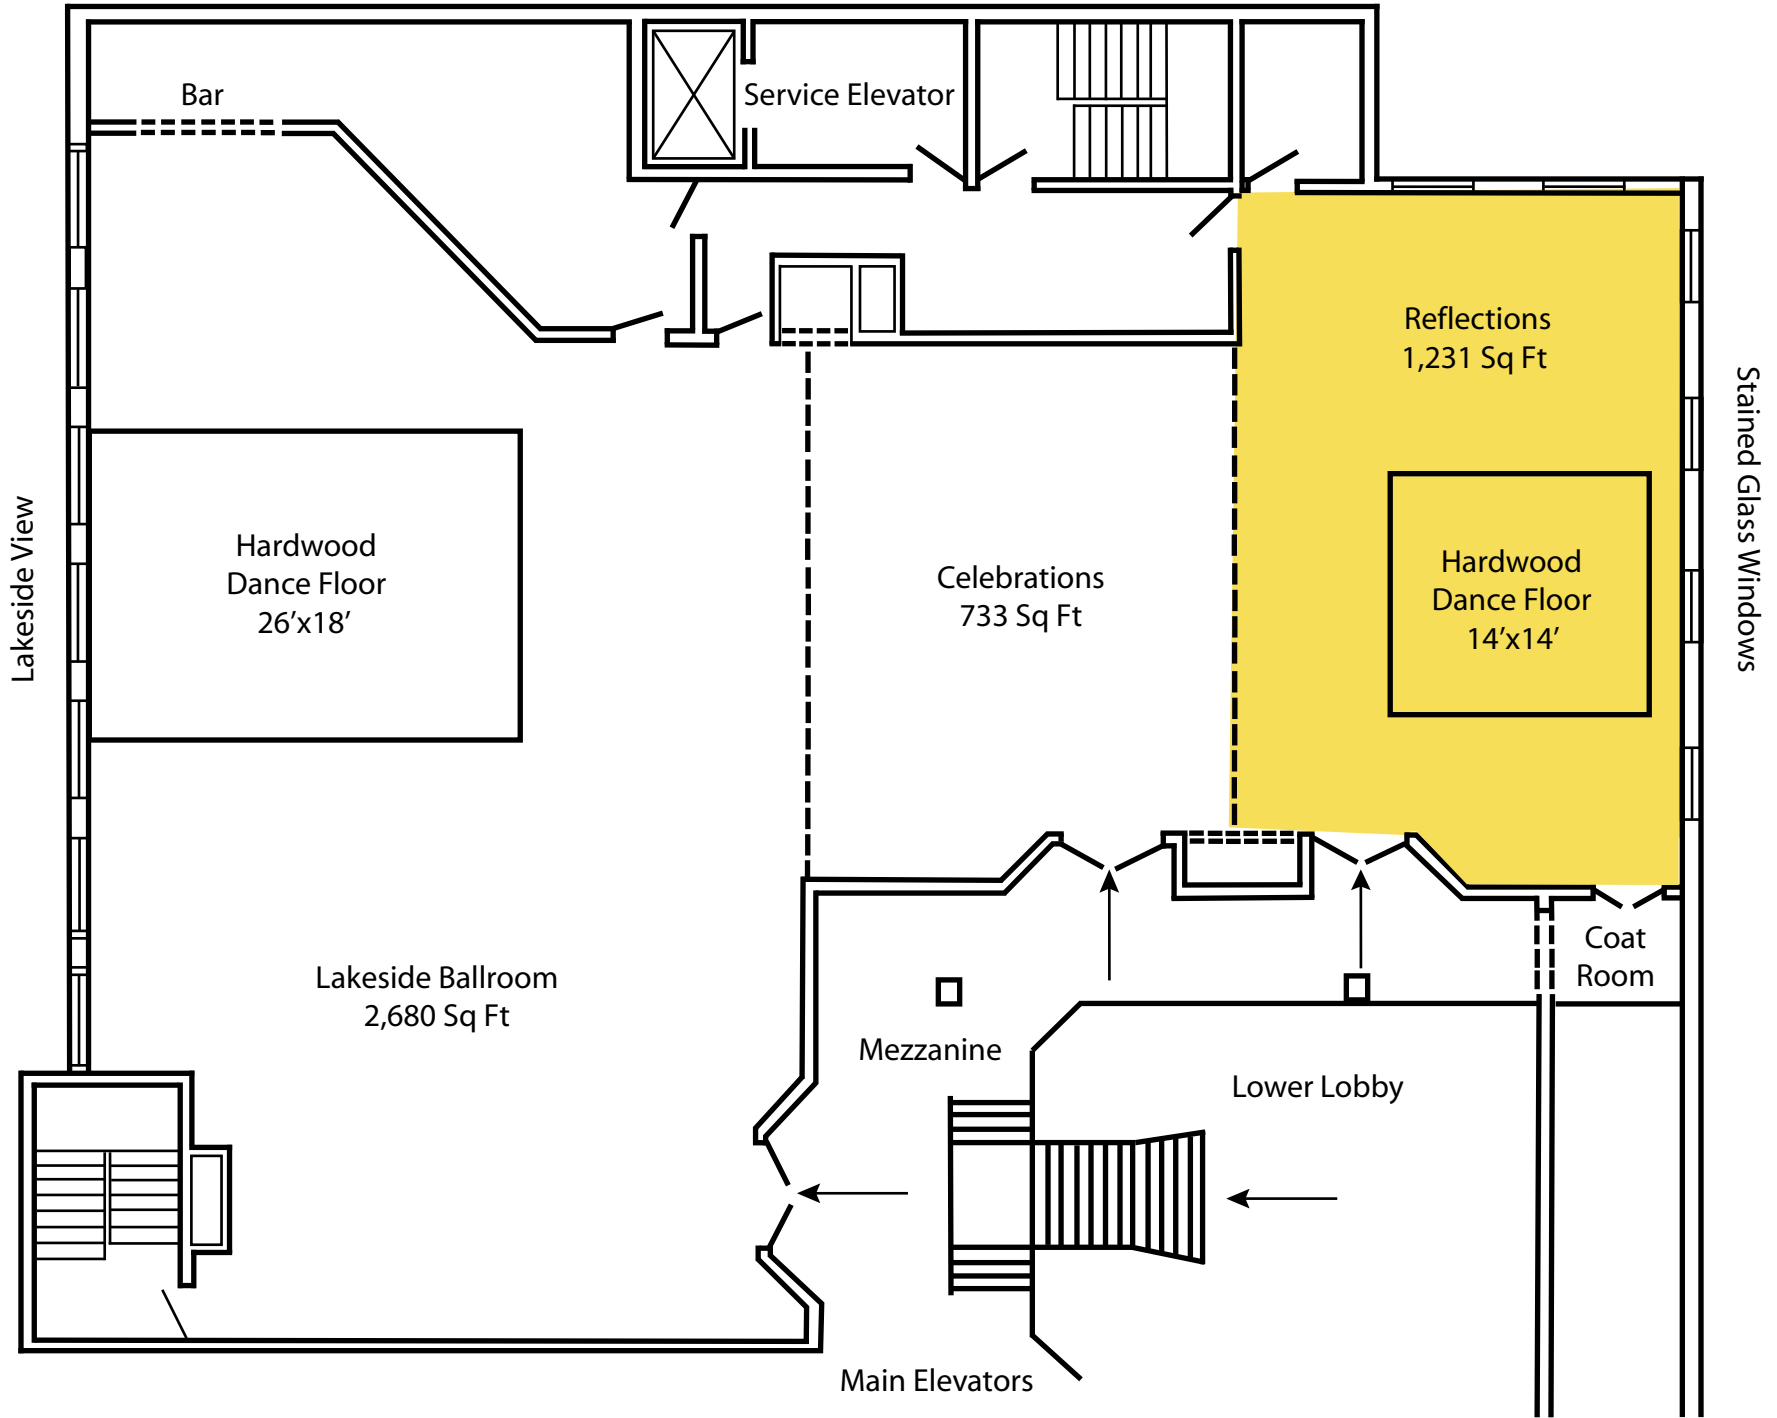 Bar
Service Elevator
Reflections
1,231 Sq Ft
Stained Glass Windows
Lakeside View
Hardwood
Dance Floor
26’x18’
Celebrations
733 Sq Ft
Hardwood
Dance Floor
14’x14’
Lakeside Ballroom
2,680 Sq Ft
Coat
Room
Mezzanine
Lower Lobby
Main Elevators